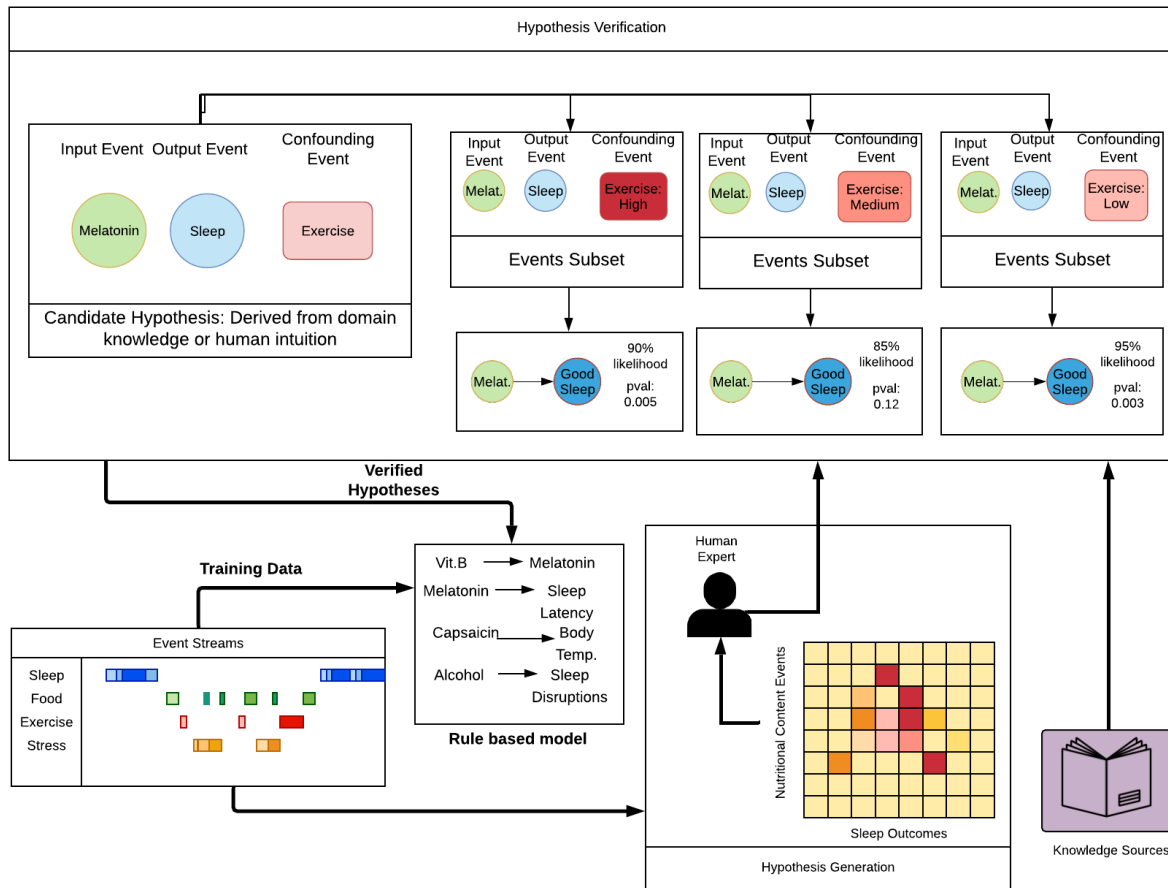 Hypothesis Verification
Input Event
Output Event
Confounding
Event
Melatonin
Sleep
Exercise
Candidate Hypothesis: Derived from domain
knowledge or human intuition
Input
Event
Output
Event
Confounding
Event
Melat.
Sleep
Exercise:
High
Events Subset
Input
Event
Output
Event
Confounding
Event
Melat.
Sleep
Exercise:
Medium
Events Subset
Input
Event
Output
Event
Confounding
Event
Melat.
Sleep
Exercise:
Low
Events Subset
Melat.
Good
Sleep
90%
likelihood
pval:
0.005
Melat.
Good
Sleep
85%
likelihood
pval:
0.12
Melat.
Good
Sleep
95%
likelihood
pval:
0.003
Verified
Hypotheses
Training Data
Vit.B
Melatonin
Melatonin
Sleep
Latency
Capsaicin
Body
Temp.
Alcohol
Sleep
Disruptions
Rule based model
Event Streams
Sleep
Food
Exercise
Stress
Human
Expert
Nutritional Content Events
Sleep Outcomes
Hypothesis Generation
Knowledge Sources